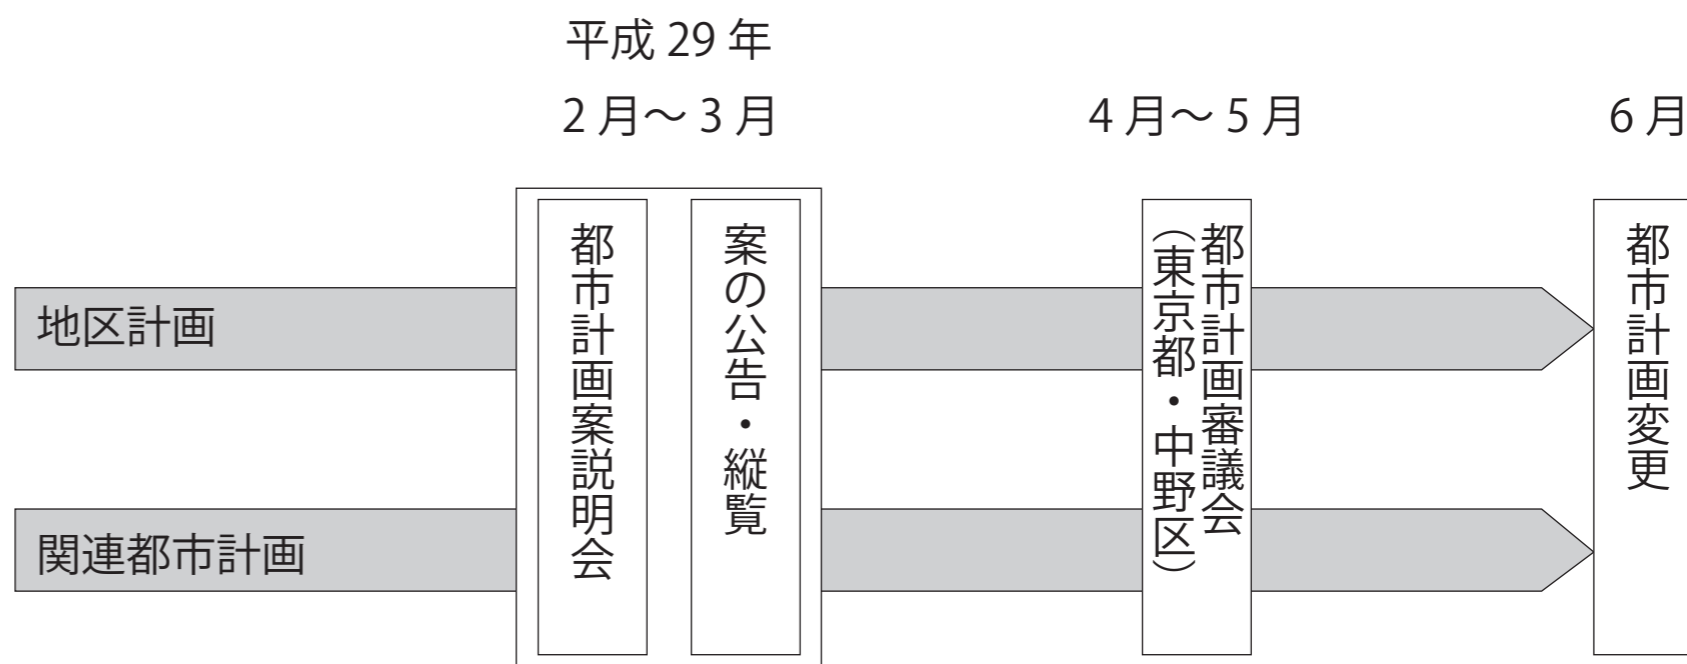 平成 29 年
2 月～ 3 月
4 月～ 5 月
6 月
地区計画
関連都市計画
都市計画案説明会
案の公告・縦覧
都市計画審議会
（東京都・中野区）
都市計画変更